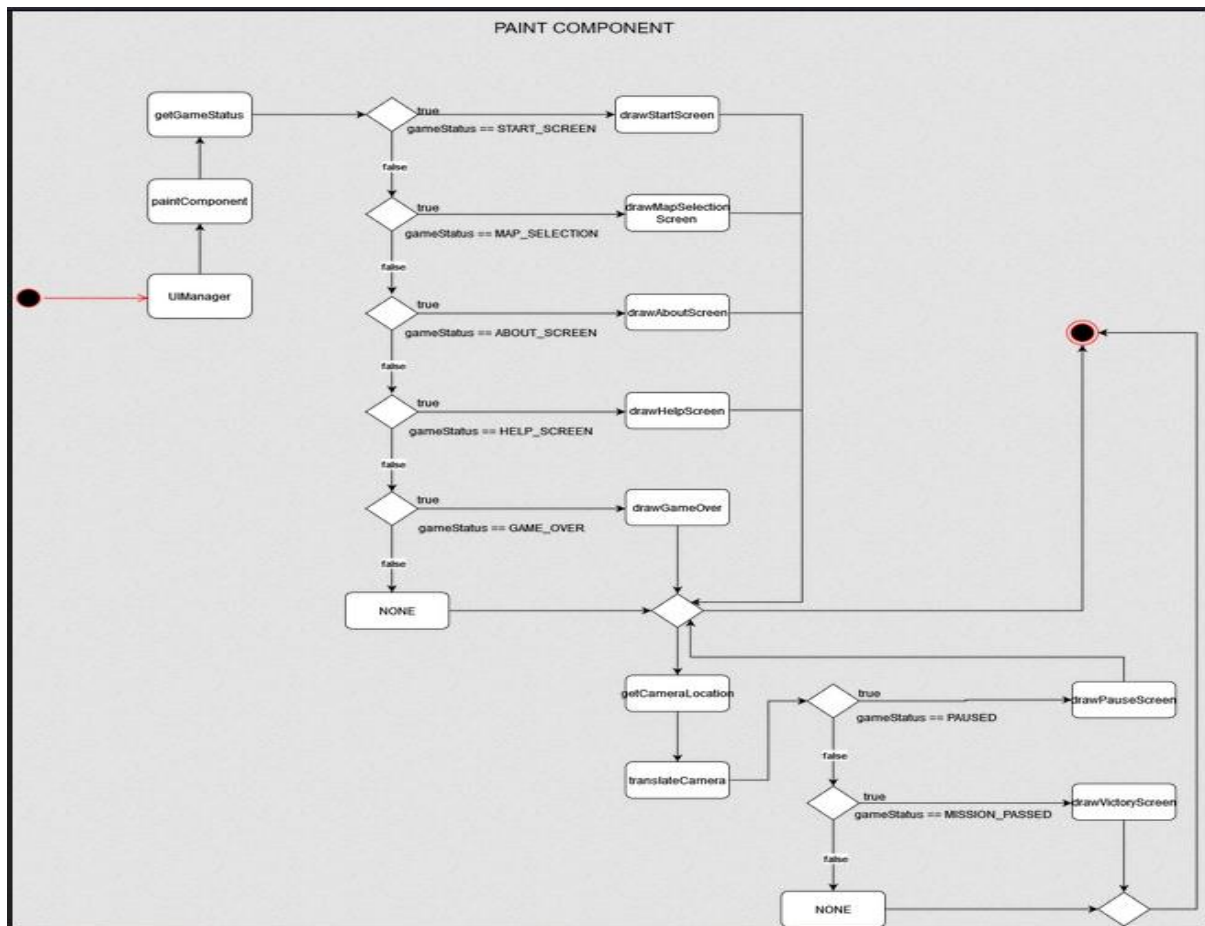 PAINT COMPONENT
getGameStatus
true
drawStartScreen
gameStatus == START_SCREEN
false
paintComponent
true
drawMapSelection
Screen
gameStatus == MAP_SELECTION
false
UIManager
true
drawAboutScreen
gameStatus == ABOUT_SCREEN
false
true
drawHelpScreen
gameStatus == HELP_SCREEN
false
true
drawGameOver
gameStatus == GAME_OVER
false
NONE
getCameraLocation
true
drawPauseScreen
gameStatus == PAUSED
false
translateCamera
true
drawVictoryScreen
gameStatus == MISSION_PASSED
false
NONE